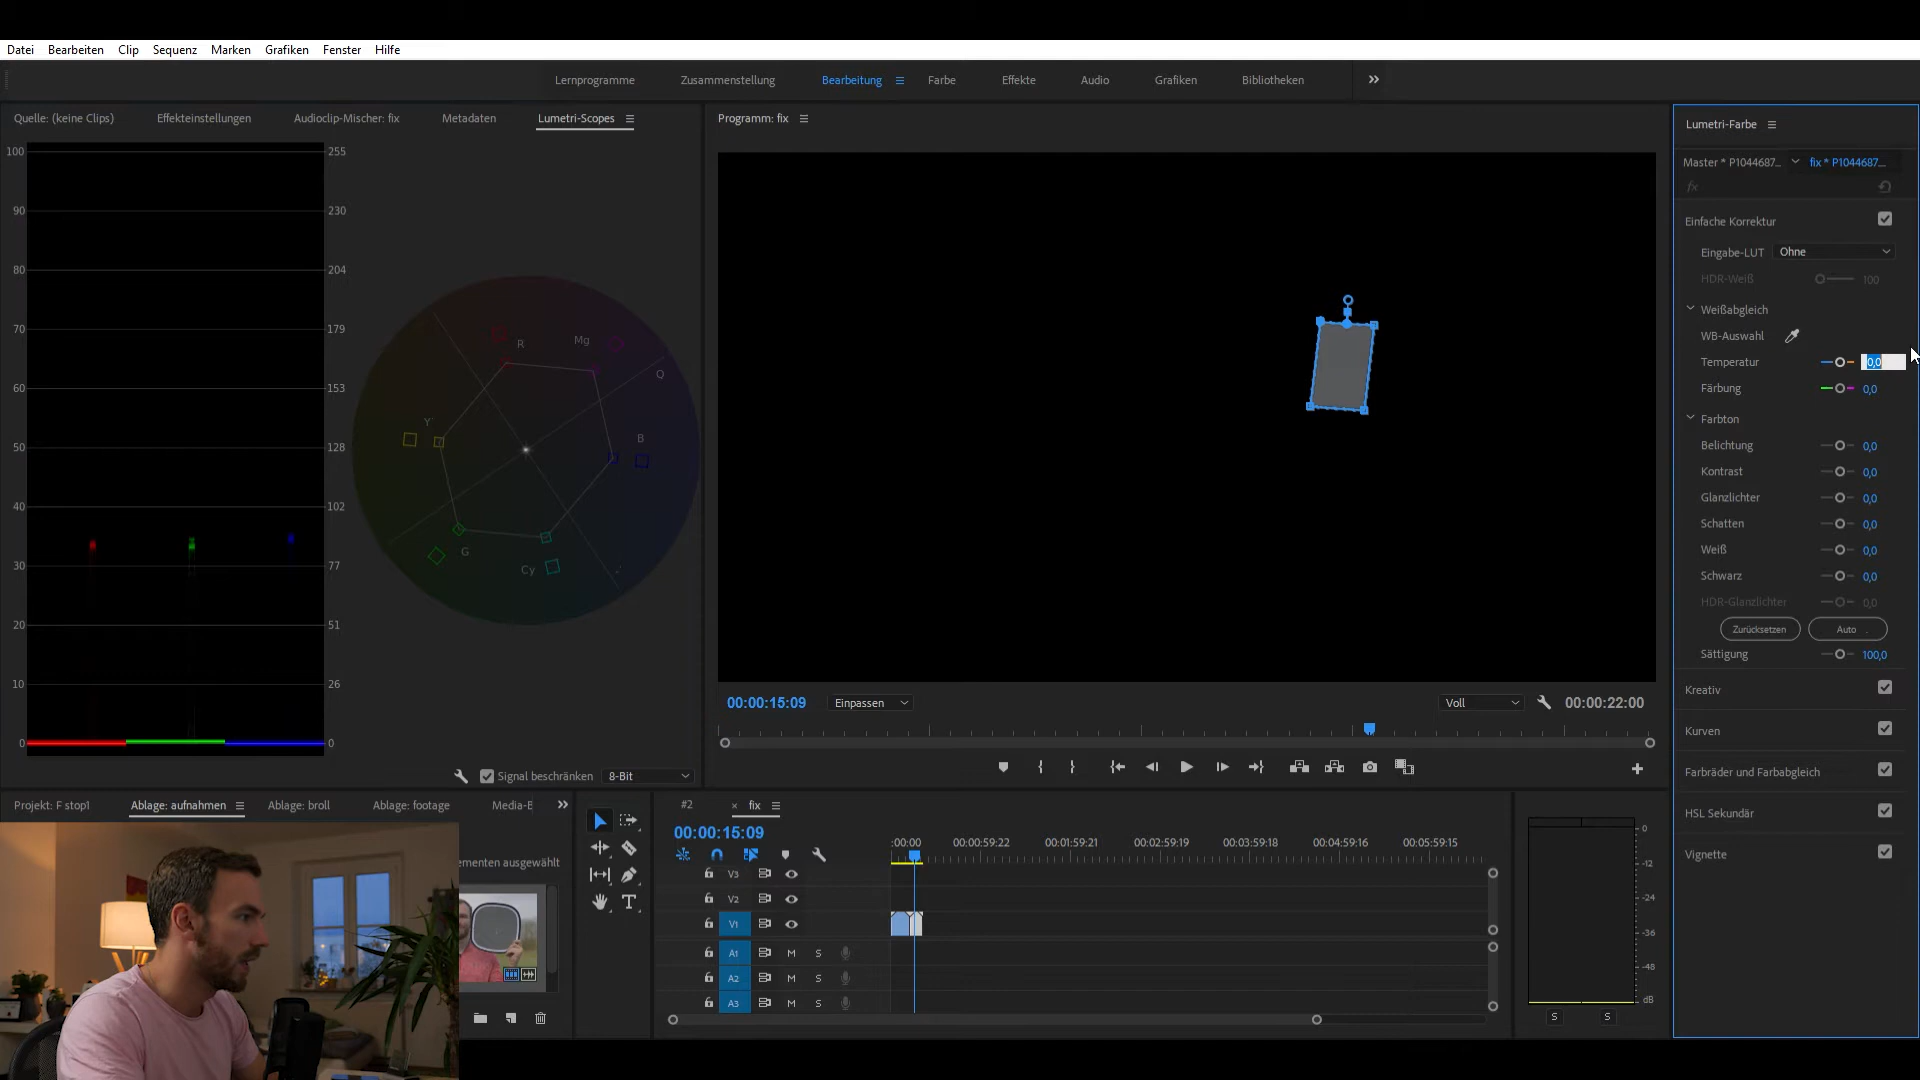 Datei Bearbeiten Clip Sequenz Marken Grafiken Fenster Hilfe
Lernprogramme Zusammenstellung Bearbeitung Farbe Effekte Audio Grafiken Bibliotheken
Quelle: (keine Clips) Effekteinstellungen Audioclip-Mischer: fix Metadaten Lumetri-Scopes
Programm: fix
Lumetri-Farbe
Master * P1044687... fix * P1044687...
fx
100 255
90 230
80 204
70 179
60 153
50 128
40 102
30 77
20 51
10 26
0 0
R Mg Q
Y
B
G
Cy
Signal beschränken 8-Bit
Einfache Korrektur
Eingabe-LUT Ohne
HDR-Weiß 100
Weißabgleich
WB-Auswahl
Temperatur 0,0
Färbung 0,0
Farbton
Belichtung 0,0
Kontrast 0,0
Glanzlichter 0,0
Schatten 0,0
Weiß 0,0
Schwarz 0,0
HDR-Glanzlichter 0,0
Zurücksetzen Auto
Sättigung 100,0
Kreativ
Kurven
Farbräder und Farbabgleich
HSL Sekundär
Vignette
00:00:15:09 Einpassen Voll 00:00:22:00
Projekt: F stop1 Ablage: aufnahmen Ablage: broll Ablage: footage Media-B
ementen ausgewählt
#2 fix
00:00:15:09
:00:00 00:00:59:22 00:01:59:21 00:02:59:19 00:03:59:18 00:04:59:16 00:05:59:15
V3
V2
V1
A1 M S
A2 M S
A3 M S
0
-12
-24
-36
-48
dB
S S